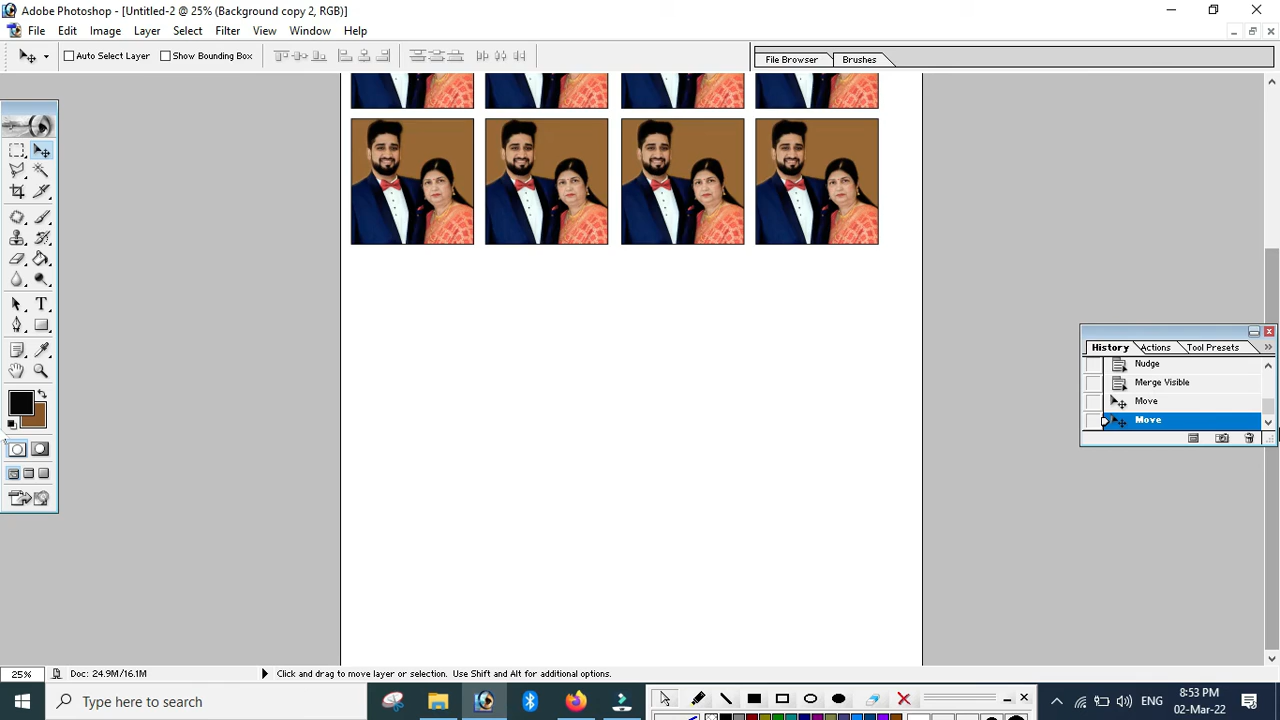 Adobe Photoshop - [Untitled-2 @ 25% (Background copy 2, RGB)]
File Edit Image Layer Select Filter View Window Help
Auto Select Layer Show Bounding Box
File Browser Brushes
History Actions Tool Presets
Nudge
Merge Visible
Move
Move
25% Doc: 24.9M/16.1M Click and drag to move layer or selection. Use Shift and Alt for additional options.
Type here to search
ENG
8:53 PM
02-Mar-22